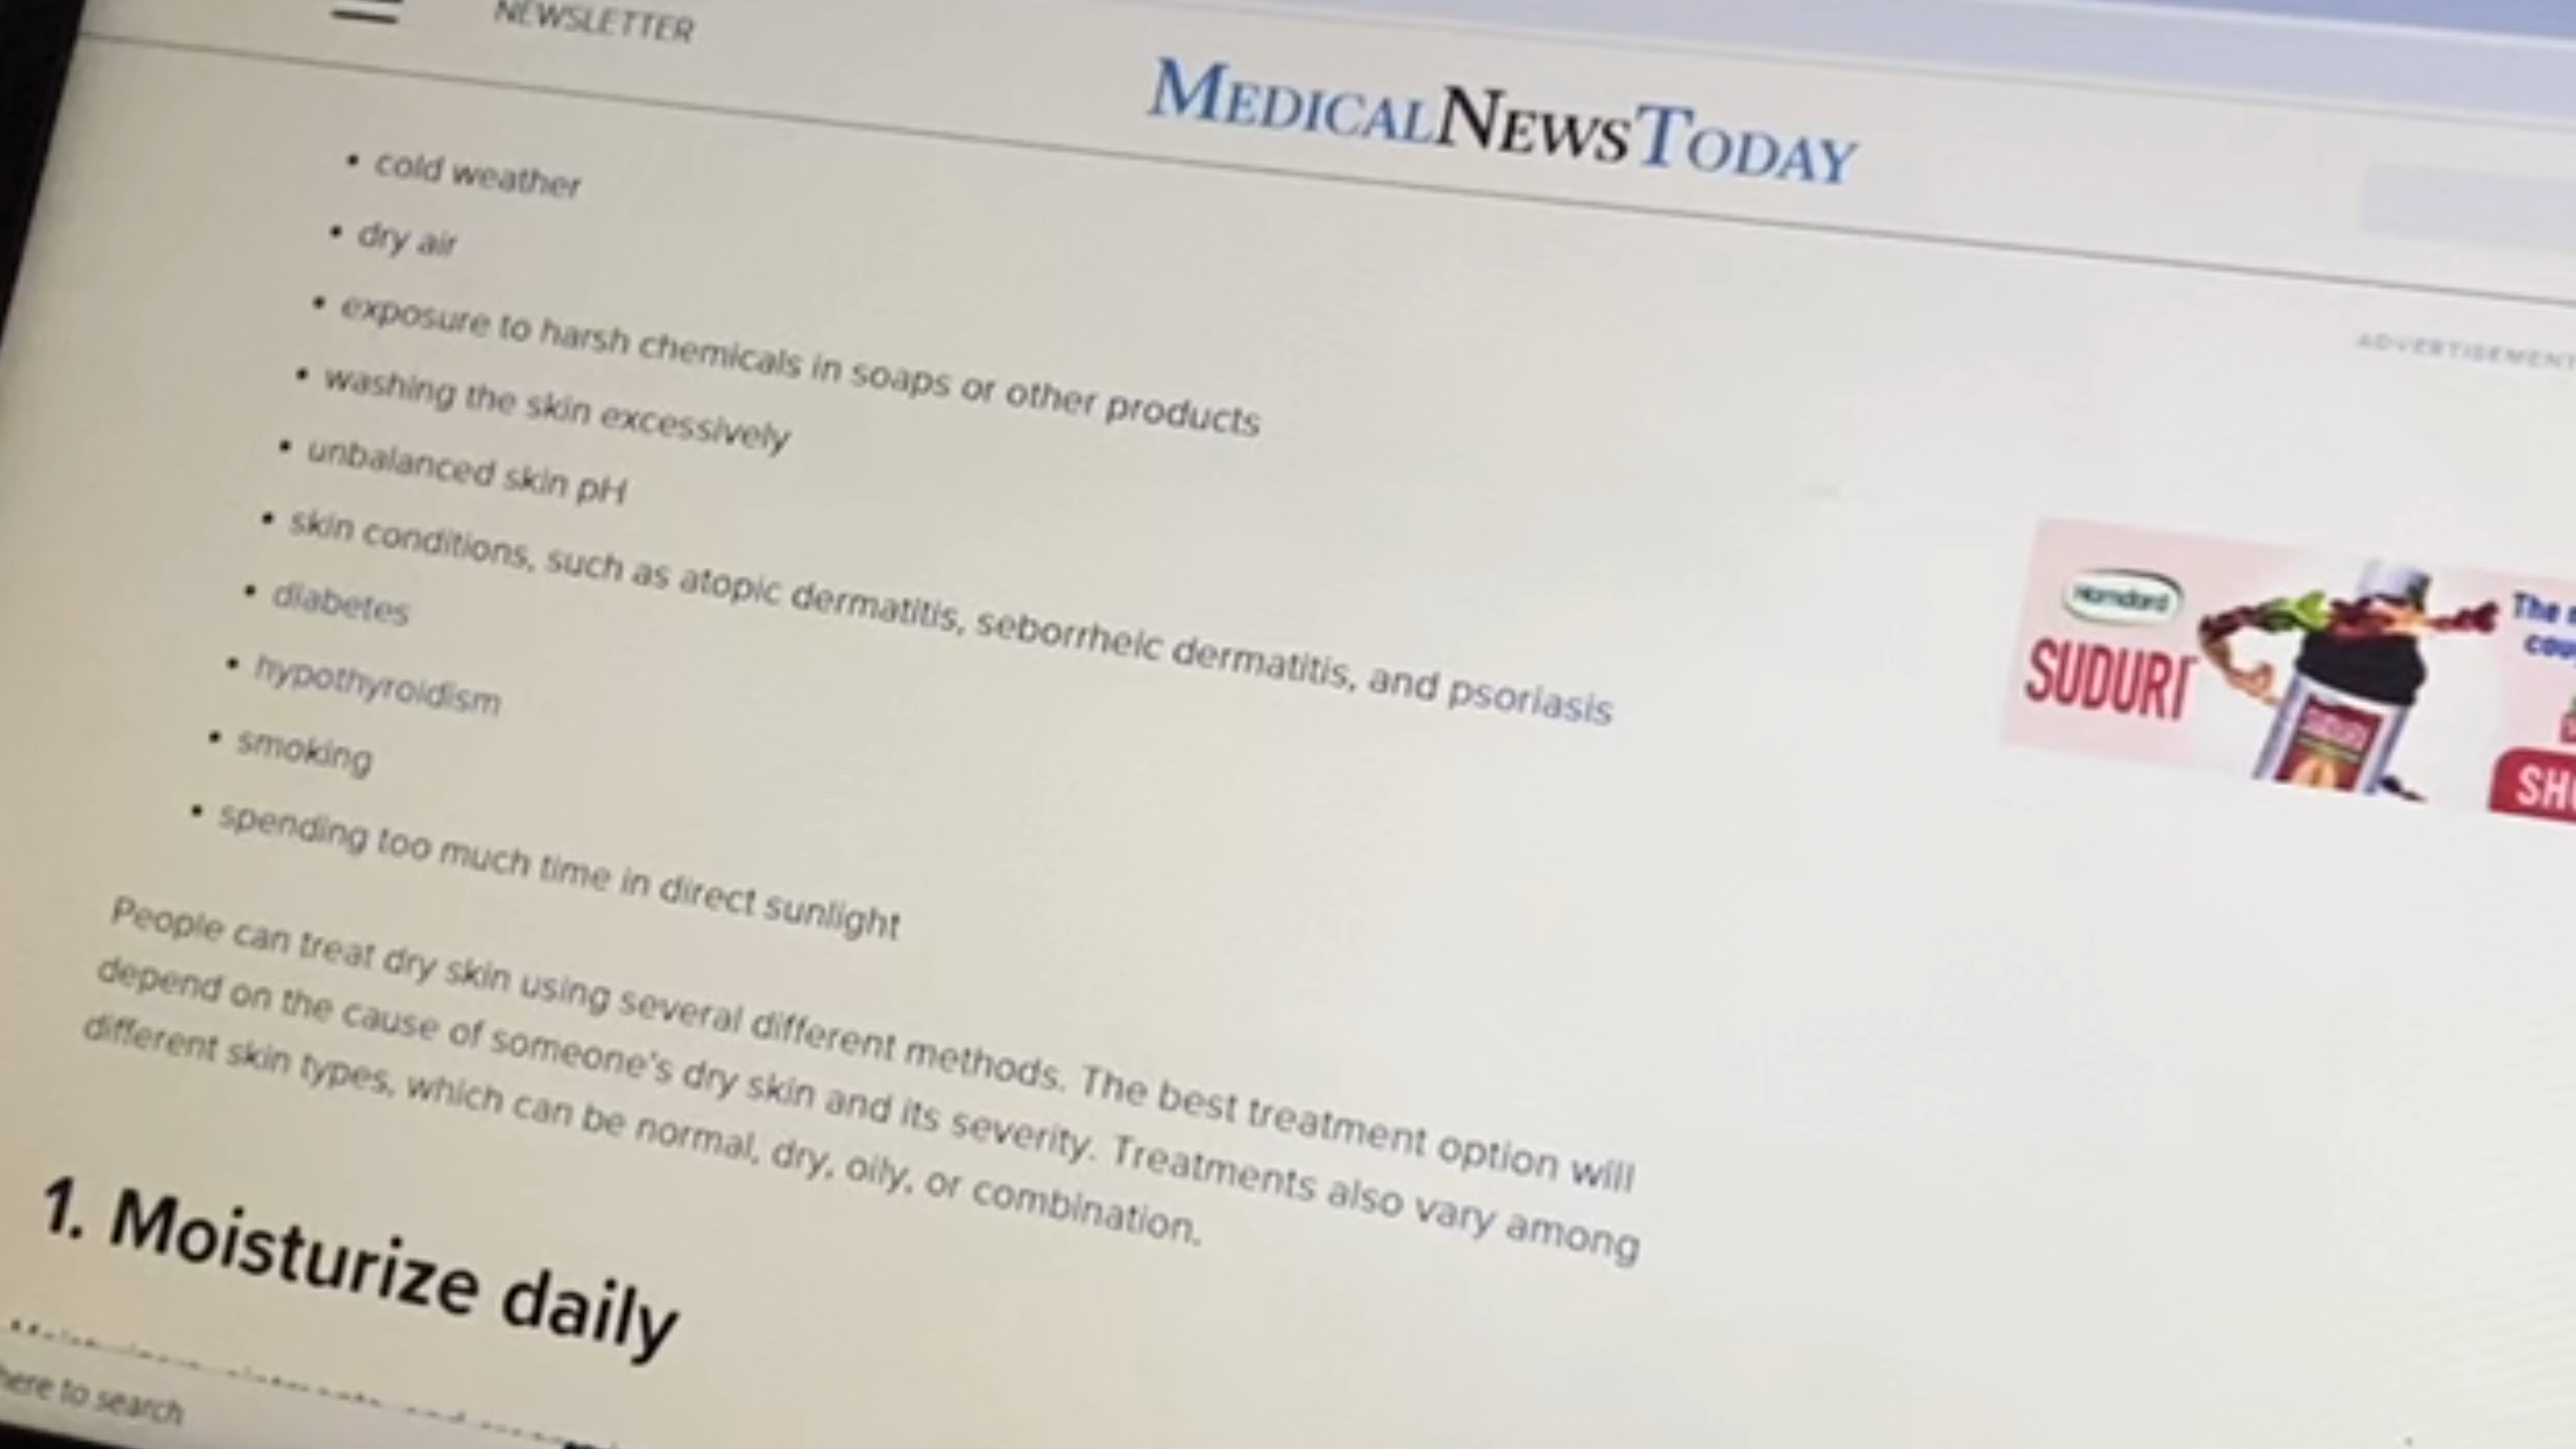 NEWSLETTER
MEDICALNEWSTODAY
• cold weather
• dry air
• exposure to harsh chemicals in soaps or other products
• washing the skin excessively
• unbalanced skin pH
• skin conditions, such as atopic dermatitis, seborrheic dermatitis, and psoriasis
• diabetes
• hypothyroidism
• smoking
• spending too much time in direct sunlight
People can treat dry skin using several different methods. The best treatment option will
depend on the cause of someone's dry skin and its severity. Treatments also vary among
different skin types, which can be normal, dry, oily, or combination.
1. Moisturize daily
here to search
ADVERTISEMENT
Hamdard
SUDURI
The